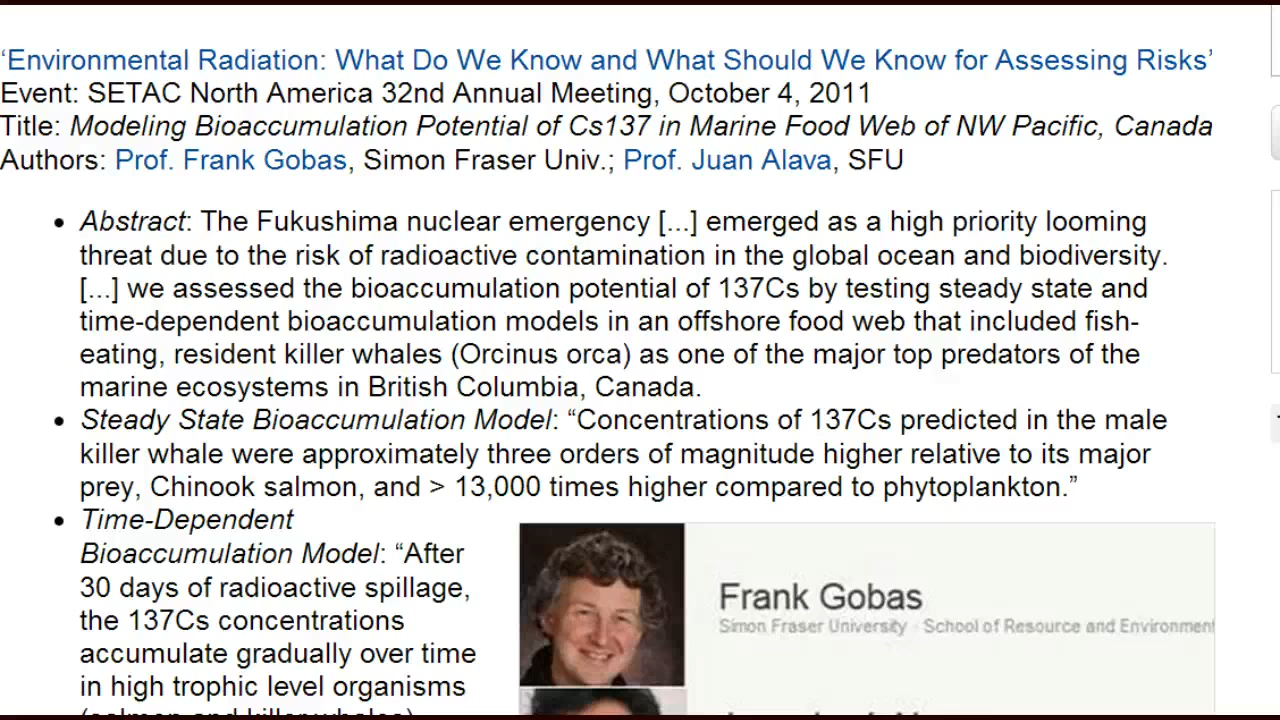 ‘Environmental Radiation: What Do We Know and What Should We Know for Assessing Risks’
Event: SETAC North America 32nd Annual Meeting, October 4, 2011
Title: Modeling Bioaccumulation Potential of Cs137 in Marine Food Web of NW Pacific, Canada
Authors: Prof. Frank Gobas, Simon Fraser Univ.; Prof. Juan Alava, SFU
• Abstract: The Fukushima nuclear emergency [...] emerged as a high priority looming
threat due to the risk of radioactive contamination in the global ocean and biodiversity.
[...] we assessed the bioaccumulation potential of 137Cs by testing steady state and
time-dependent bioaccumulation models in an offshore food web that included fish-
eating, resident killer whales (Orcinus orca) as one of the major top predators of the
marine ecosystems in British Columbia, Canada.
• Steady State Bioaccumulation Model: “Concentrations of 137Cs predicted in the male
killer whale were approximately three orders of magnitude higher relative to its major
prey, Chinook salmon, and > 13,000 times higher compared to phytoplankton.”
• Time-Dependent
Bioaccumulation Model: “After
30 days of radioactive spillage,
the 137Cs concentrations
accumulate gradually over time
in high trophic level organisms
(salmon and killer whales)
Frank Gobas
Simon Fraser University · School of Resource and Environment